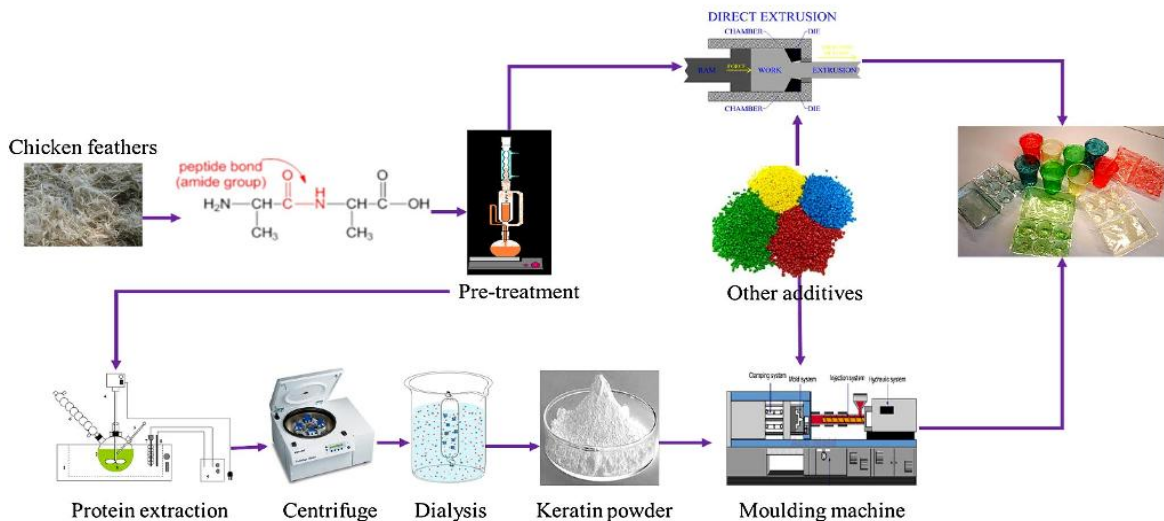 DIRECT EXTRUSION
CHAMBER
DIE
RAM
FORCE
WORK
EXTRUSION
CHAMBER
DIE
Chicken feathers
peptide bond
(amide group)
O
O
H₂N
CH
C
NH
CH
C
OH
CH₃
CH₃
Pre-treatment
Other additives
Clamping system
Mold system
Injection system
Hydraulic system
Protein extraction
Centrifuge
Dialysis
Keratin powder
Moulding machine